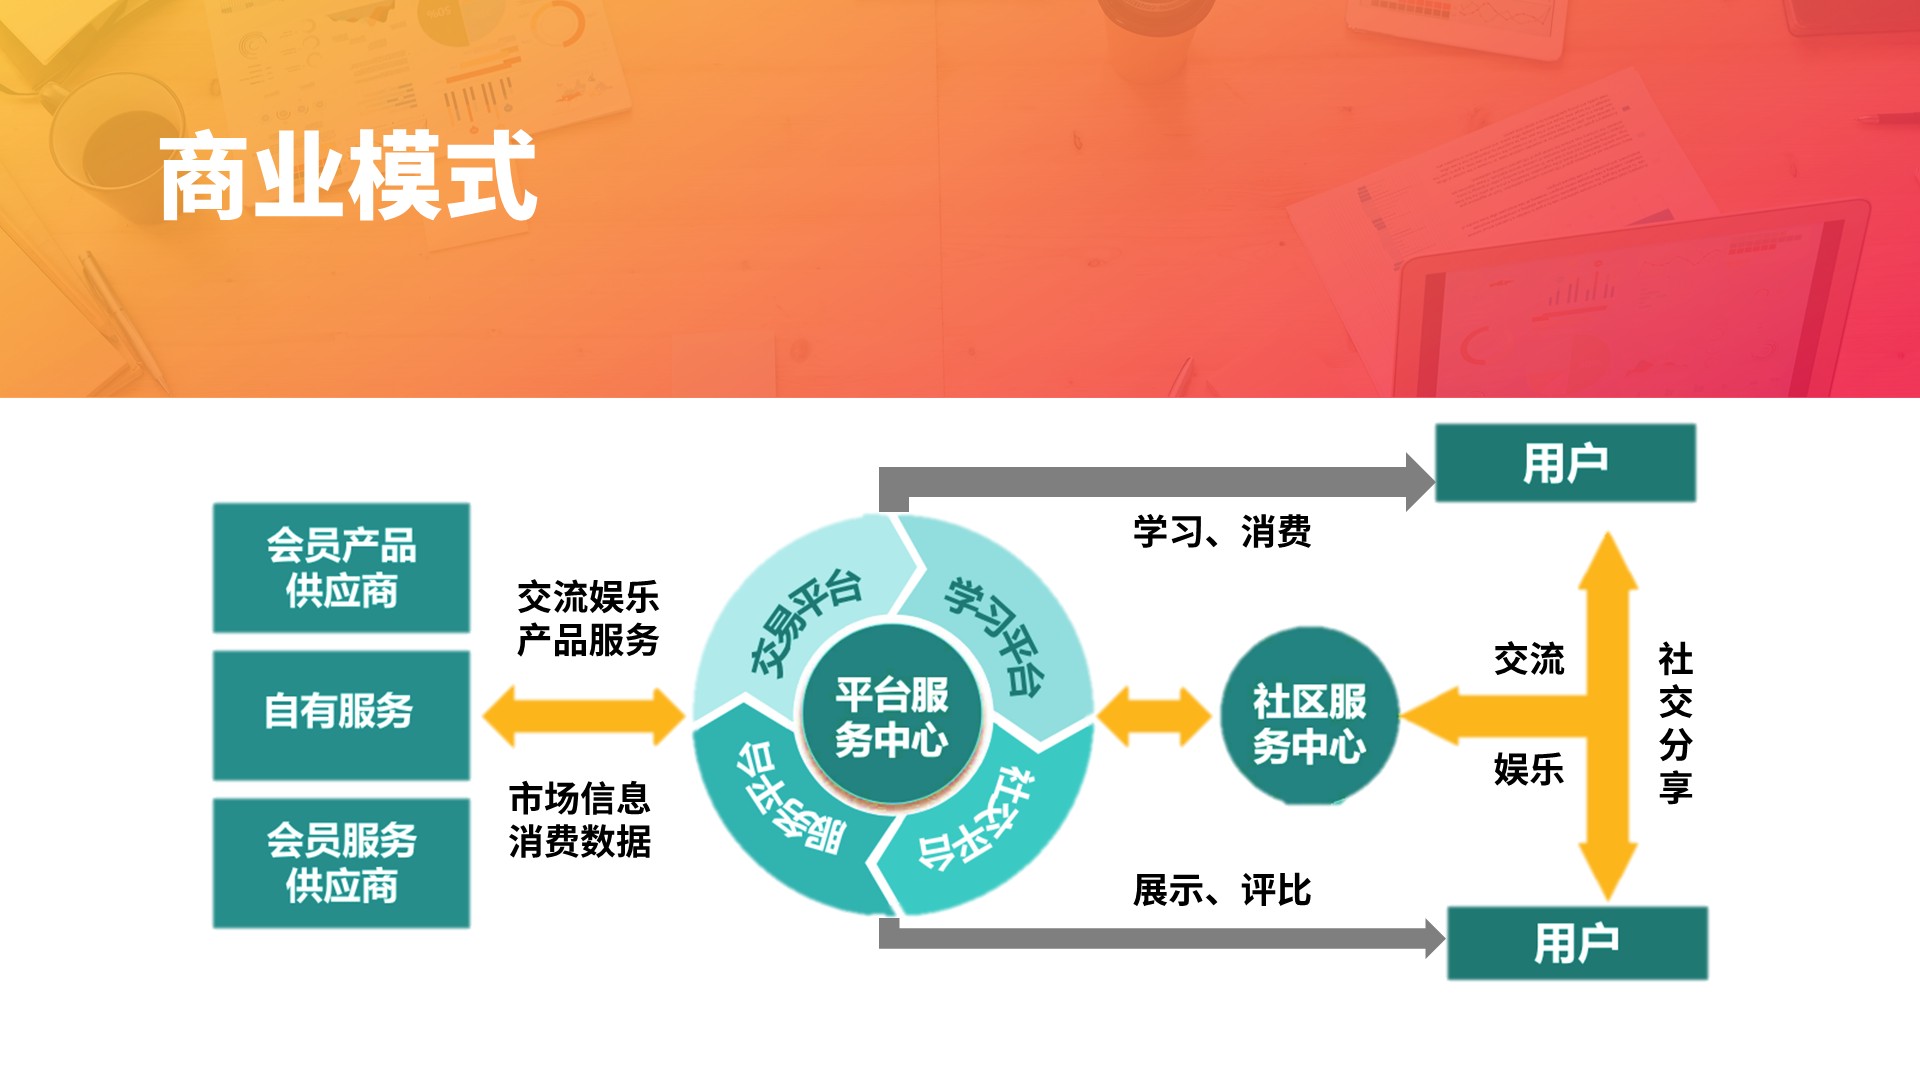 商业模式
会员产品
供应商
自有服务
会员服务
供应商
交流娱乐
产品服务
市场信息
消费数据
交易平台
学习平台
服务平台
社交平台
平台服
务中心
学习、消费
展示、评比
社区服
务中心
用户
交流
娱乐
社
交
分
享
用户